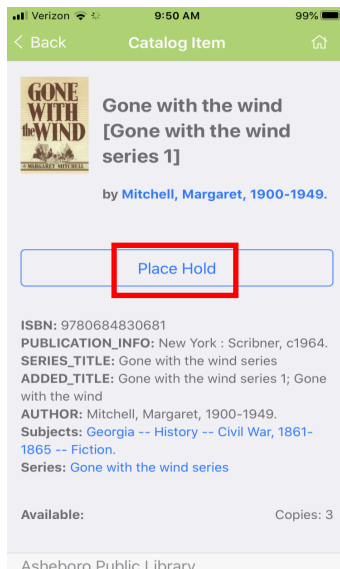 Verizon 9:50 AM 99%
Back Catalog Item
GONE
WITH
the WIND
MARGARET MITCHELL
Gone with the wind
[Gone with the wind
series 1]
by Mitchell, Margaret, 1900-1949.
Place Hold
ISBN: 9780684830681
PUBLICATION_INFO: New York : Scribner, c1964.
SERIES_TITLE: Gone with the wind series
ADDED_TITLE: Gone with the wind series 1; Gone
with the wind
AUTHOR: Mitchell, Margaret, 1900-1949.
Subjects: Georgia -- History -- Civil War, 1861-
1865 -- Fiction.
Series: Gone with the wind series
Available: Copies: 3
Asheboro Public Library